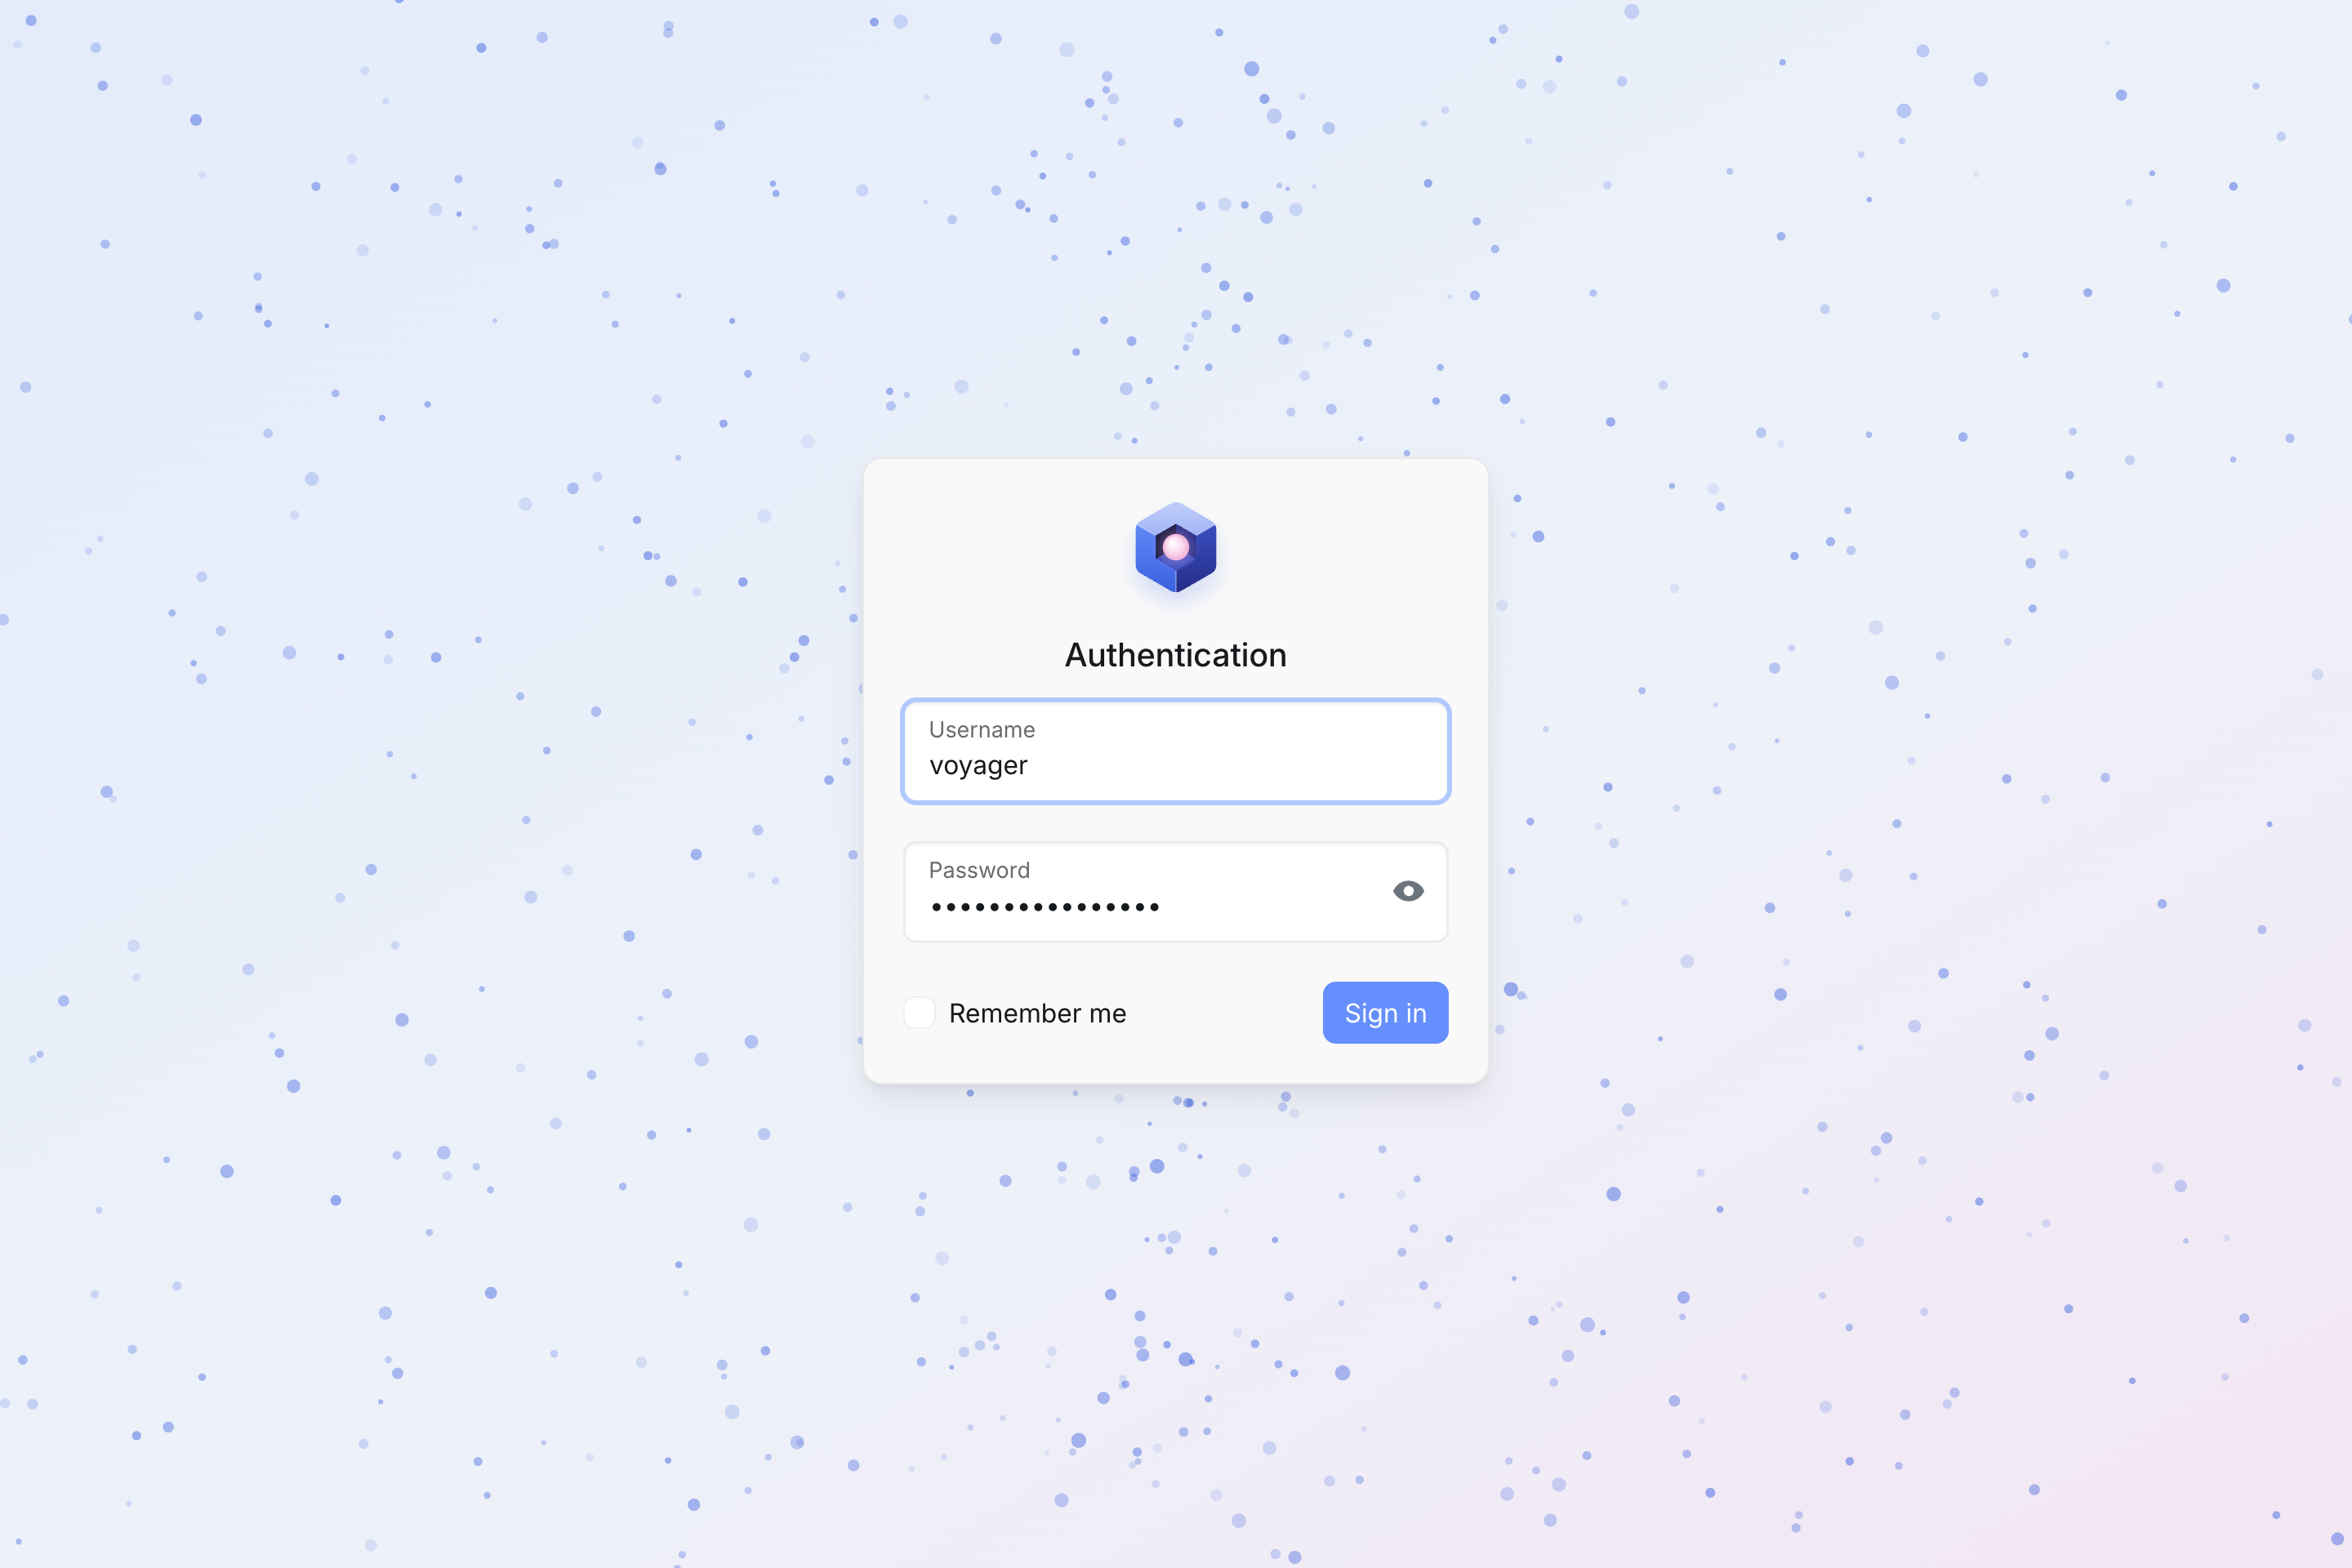 Authentication
Username
voyager
Password
••••••••••••••••
Remember me
Sign in